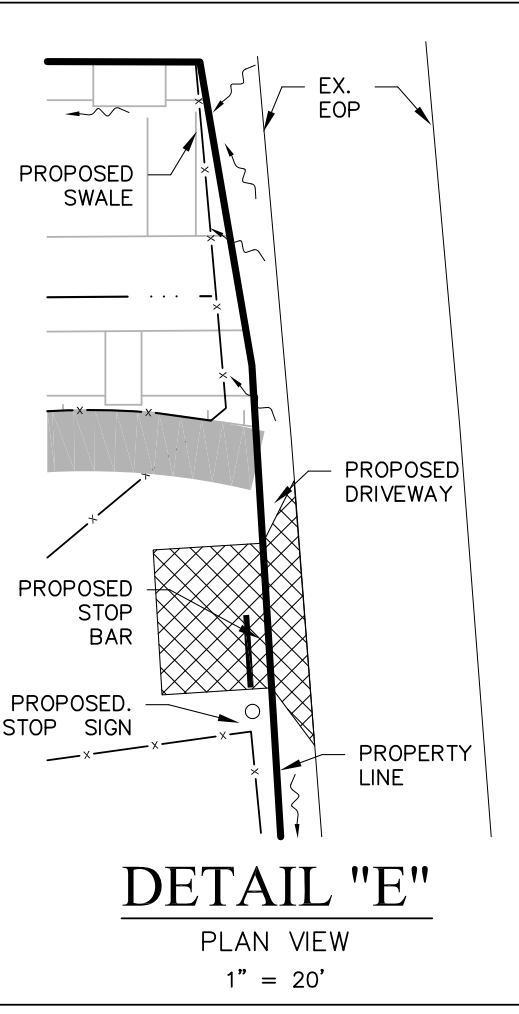 EX.
EOP
PROPOSED
SWALE
PROPOSED
DRIVEWAY
PROPOSED
STOP
BAR
PROPOSED.
STOP SIGN
PROPERTY
LINE
DETAIL "E"
PLAN VIEW
1" = 20'